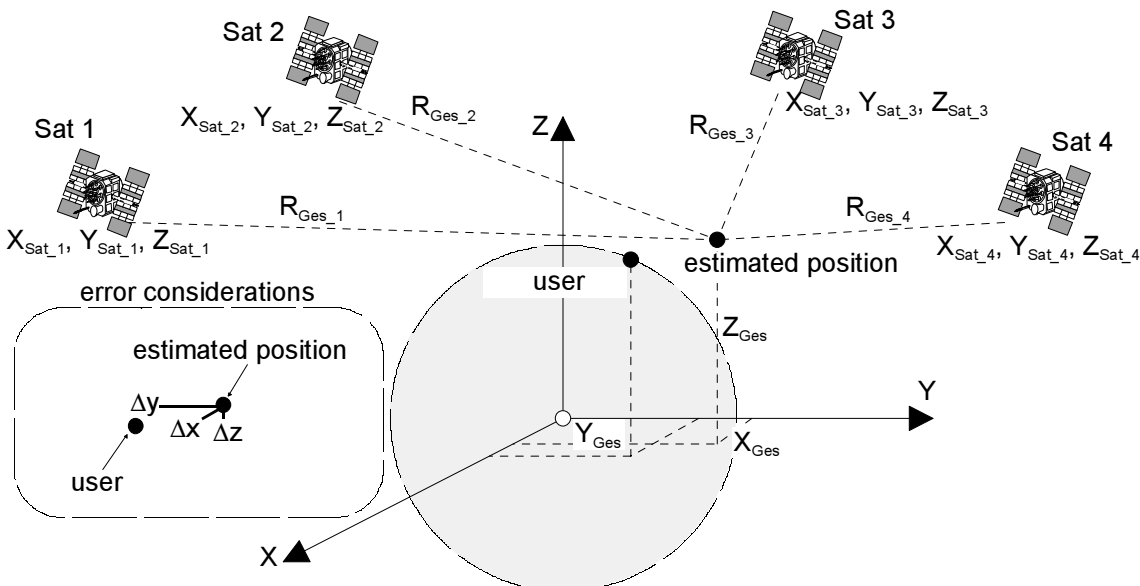 Sat 2
Sat 3
R_Ges_2
X_Sat_2, Y_Sat_2, Z_Sat_2
X_Sat_3, Y_Sat_3, Z_Sat_3
Sat 1
Z
R_Ges_3
Sat 4
R_Ges_1
R_Ges_4
X_Sat_1, Y_Sat_1, Z_Sat_1
X_Sat_4, Y_Sat_4, Z_Sat_4
estimated position
user
error considerations
Z_Ges
estimated position
Δy
Δx
Δz
user
Y
Y_Ges
X_Ges
X